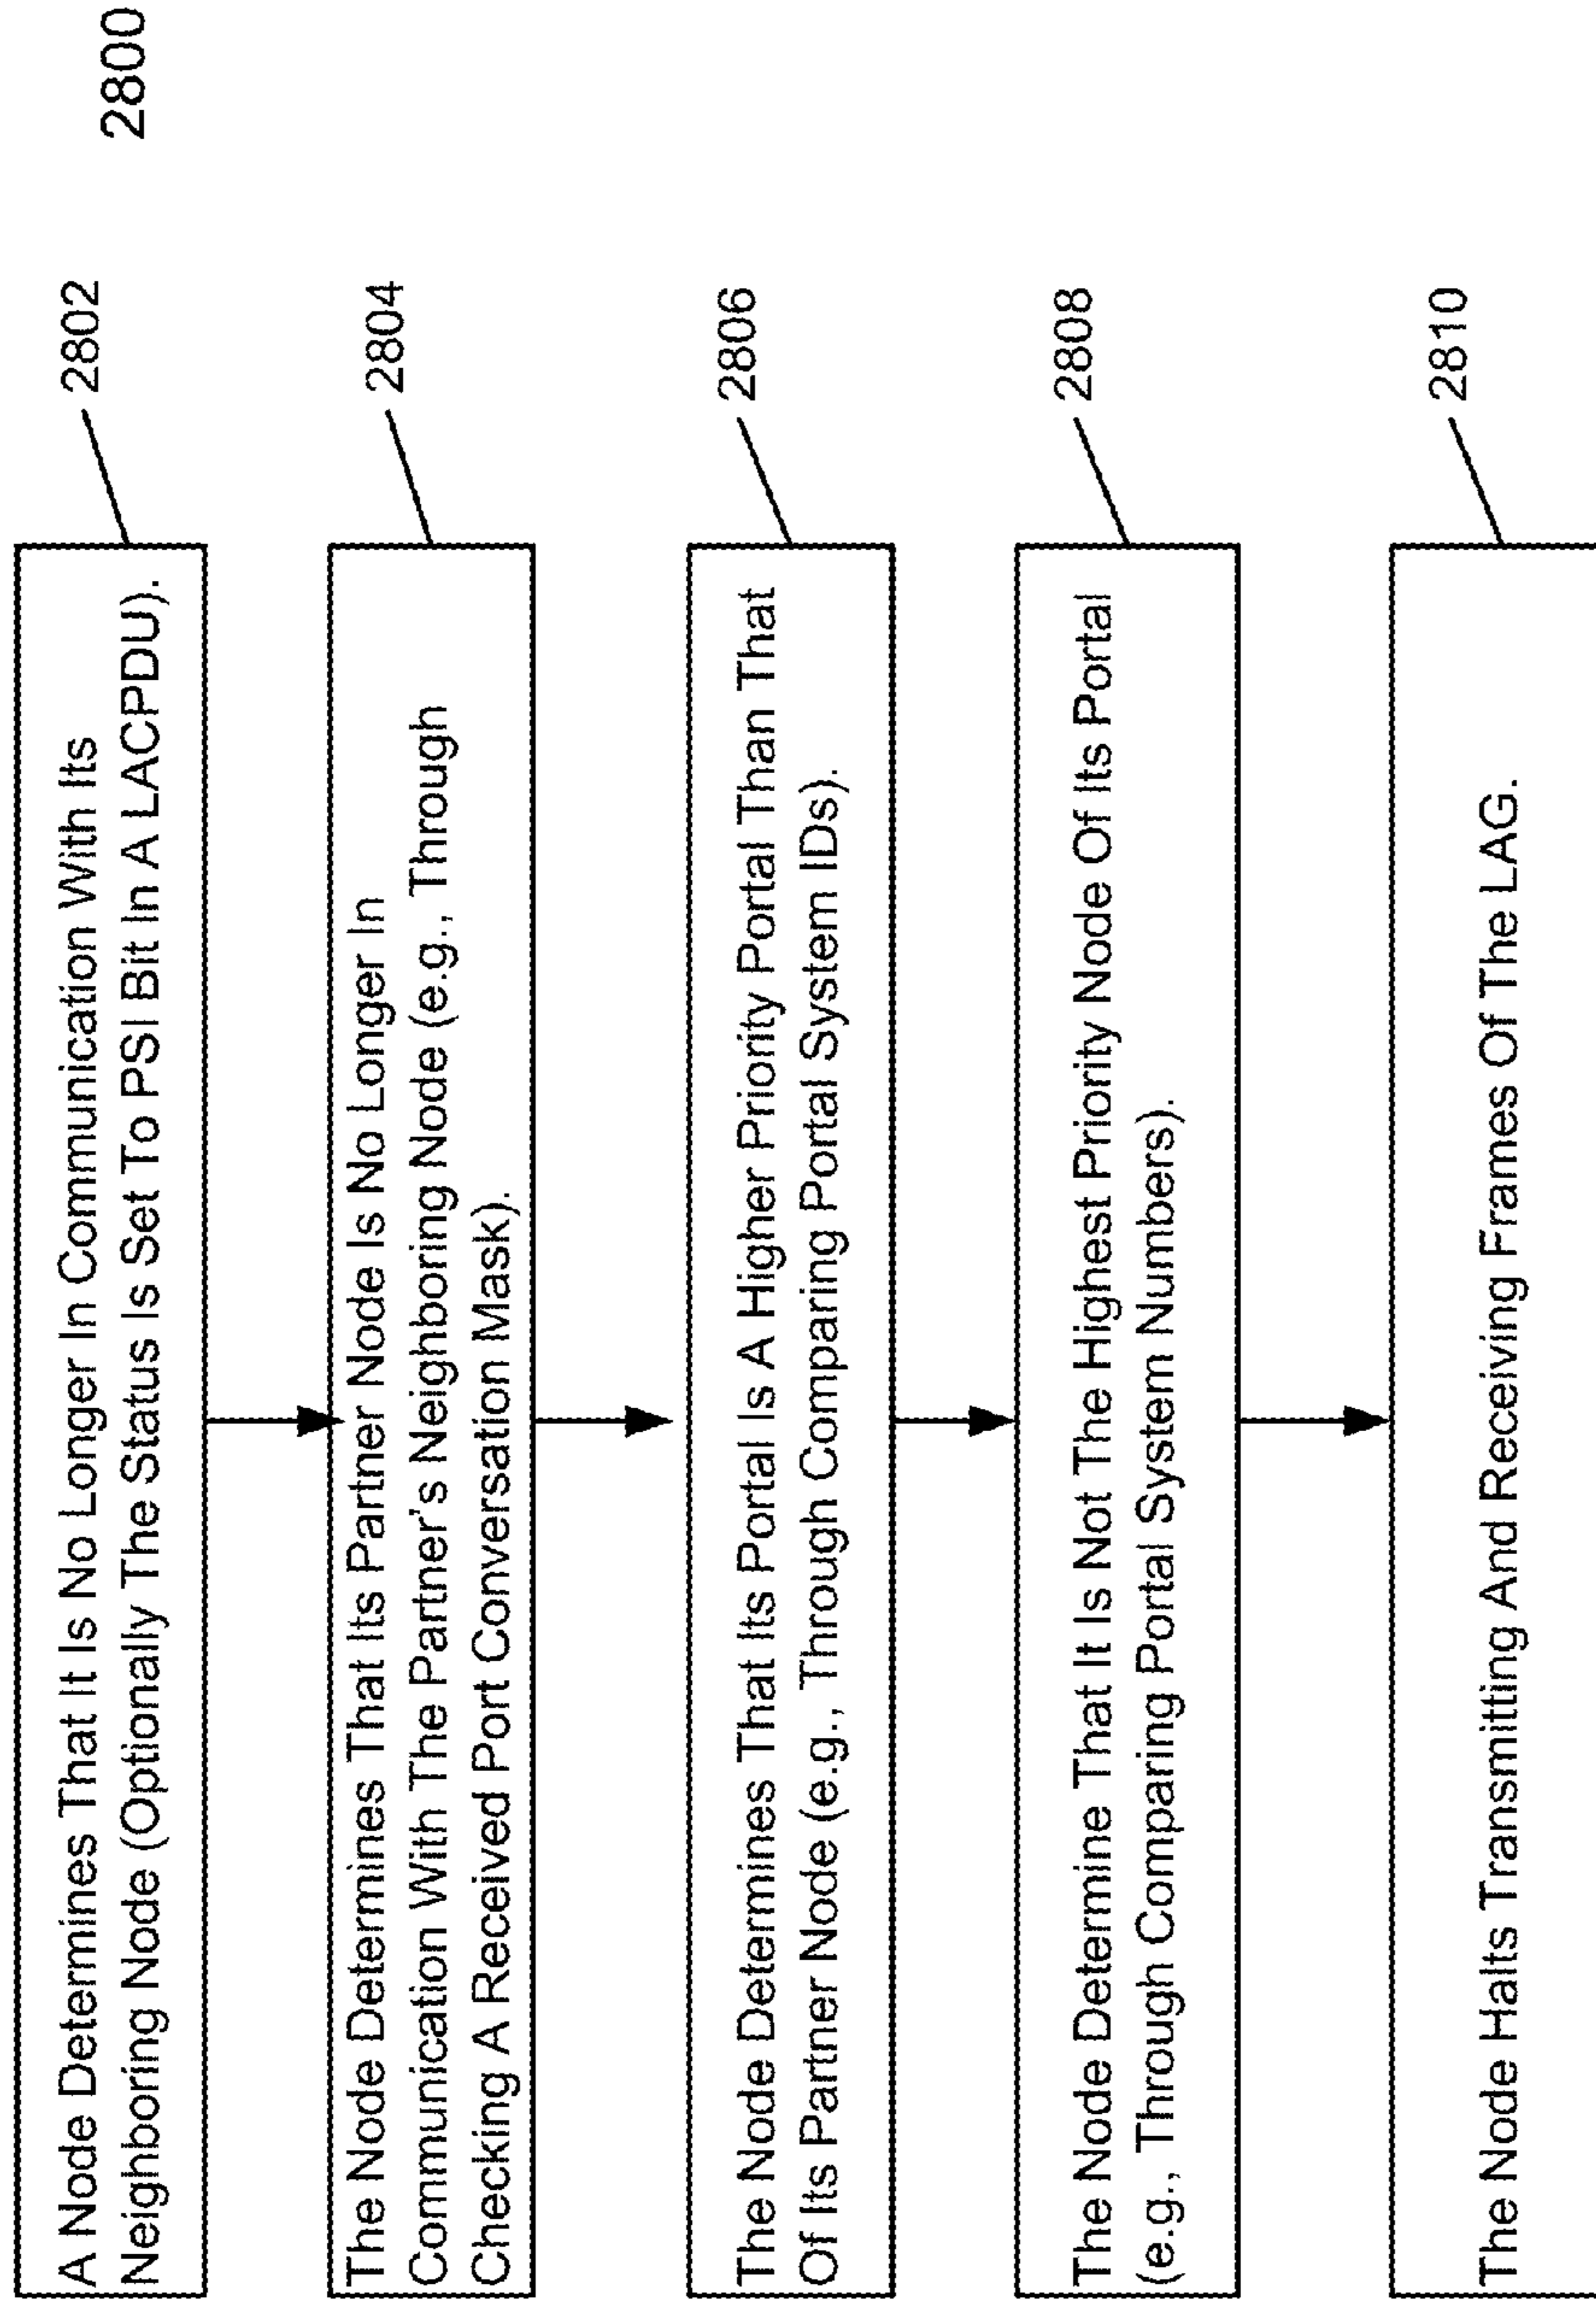 2800
A Node Determines That It Is No Longer In Communication With Its
Neighboring Node (Optionally The Status Is Set To PSI Bit In A LACPDU).
2802
The Node Determines That Its Partner Node Is No Longer In
Communication With The Partner's Neighboring Node (e.g., Through
Checking A Received Port Conversation Mask).
2804
The Node Determines That Its Portal Is A Higher Priority Portal Than That
Of Its Partner Node (e.g., Through Comparing Portal System IDs).
2806
The Node Determine That It Is Not The Highest Priority Node Of Its Portal
(e.g., Through Comparing Portal System Numbers).
2808
The Node Halts Transmitting And Receiving Frames Of The LAG.
2810